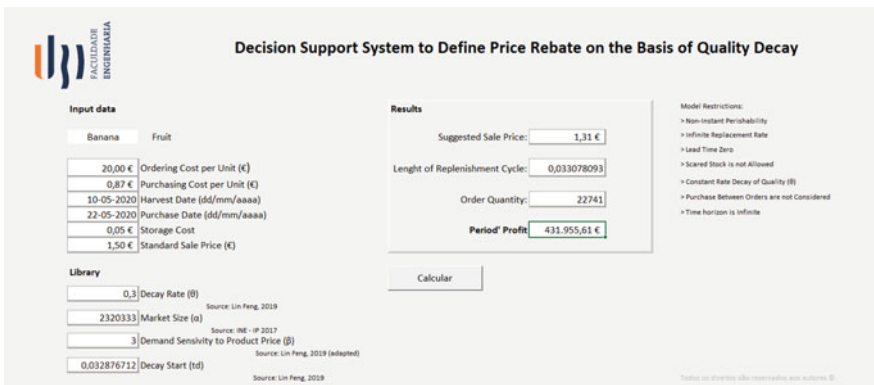 FACULDADE
ENGENHARIA
Decision Support System to Define Price Rebate on the Basis of Quality Decay
Input data
Banana Fruit
20,00 € Ordering Cost per Unit (€)
0,87 € Purchasing Cost per Unit (€)
10-05-2020 Harvest Date (dd/mm/aaaa)
22-05-2020 Purchase Date (dd/mm/aaaa)
0,05 € Storage Cost
1,50 € Standard Sale Price (€)
Library
0,3 Decay Rate (θ)
Source: Lin Feng, 2019
2320333 Market Size (α)
Source: INE - IP 2017
3 Demand Sensivity to Product Price (β)
Source: Lin Feng, 2019 (adapted)
0,032876712 Decay Start (td)
Source: Lin Feng, 2019
Results
Suggested Sale Price: 1,31 €
Lenght of Replenishment Cycle: 0,033078093
Order Quantity: 22741
Period' Profit 431.955,61 €
Calcular
Model Restrictions:
> Non-Instant Perishability
> Infinite Replacement Rate
> Lead Time Zero
> Scared Stock is not Allowed
> Constant Rate Decay of Quality (θ)
> Purchase Between Orders are not Considered
> Time horizon is Infinite
Todos os direitos são reservados aos autores ®